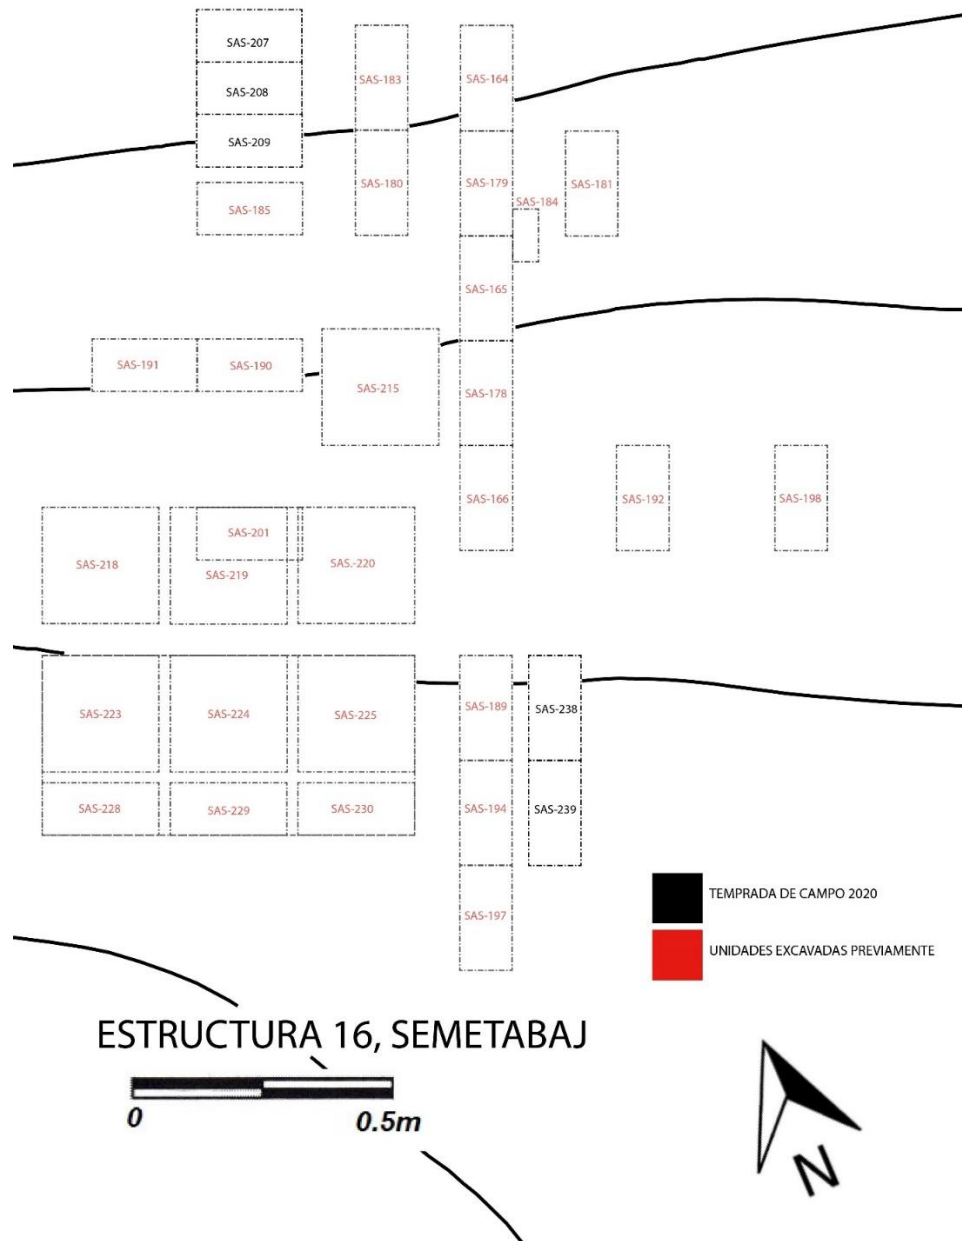 SAS-207
SAS-183
SAS-164
SAS-208
SAS-209
SAS-180
SAS-179
SAS-181
SAS-184
SAS-185
SAS-165
SAS-191
SAS-190
SAS-215
SAS-178
SAS-166
SAS-192
SAS-198
SAS-201
SAS-218
SAS-219
SAS.-220
SAS-223
SAS-224
SAS-225
SAS-189
SAS-238
SAS-228
SAS-229
SAS-230
SAS-194
SAS-239
SAS-197
TEMPRADA DE CAMPO 2020
UNIDADES EXCAVADAS PREVIAMENTE
ESTRUCTURA 16, SEMETABAJ
0 0.5m
N